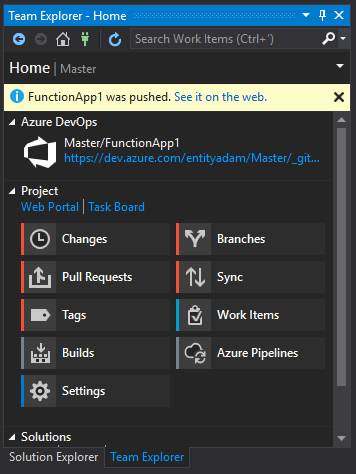 Team Explorer - Home
Search Work Items (Ctrl+')
Home | Master
FunctionApp1 was pushed. See it on the web.
Azure DevOps
Master/FunctionApp1
https://dev.azure.com/entityadam/Master/_git...
Project
Web Portal | Task Board
Changes
Branches
Pull Requests
Sync
Tags
Work Items
Builds
Azure Pipelines
Settings
Solutions
Solution Explorer
Team Explorer